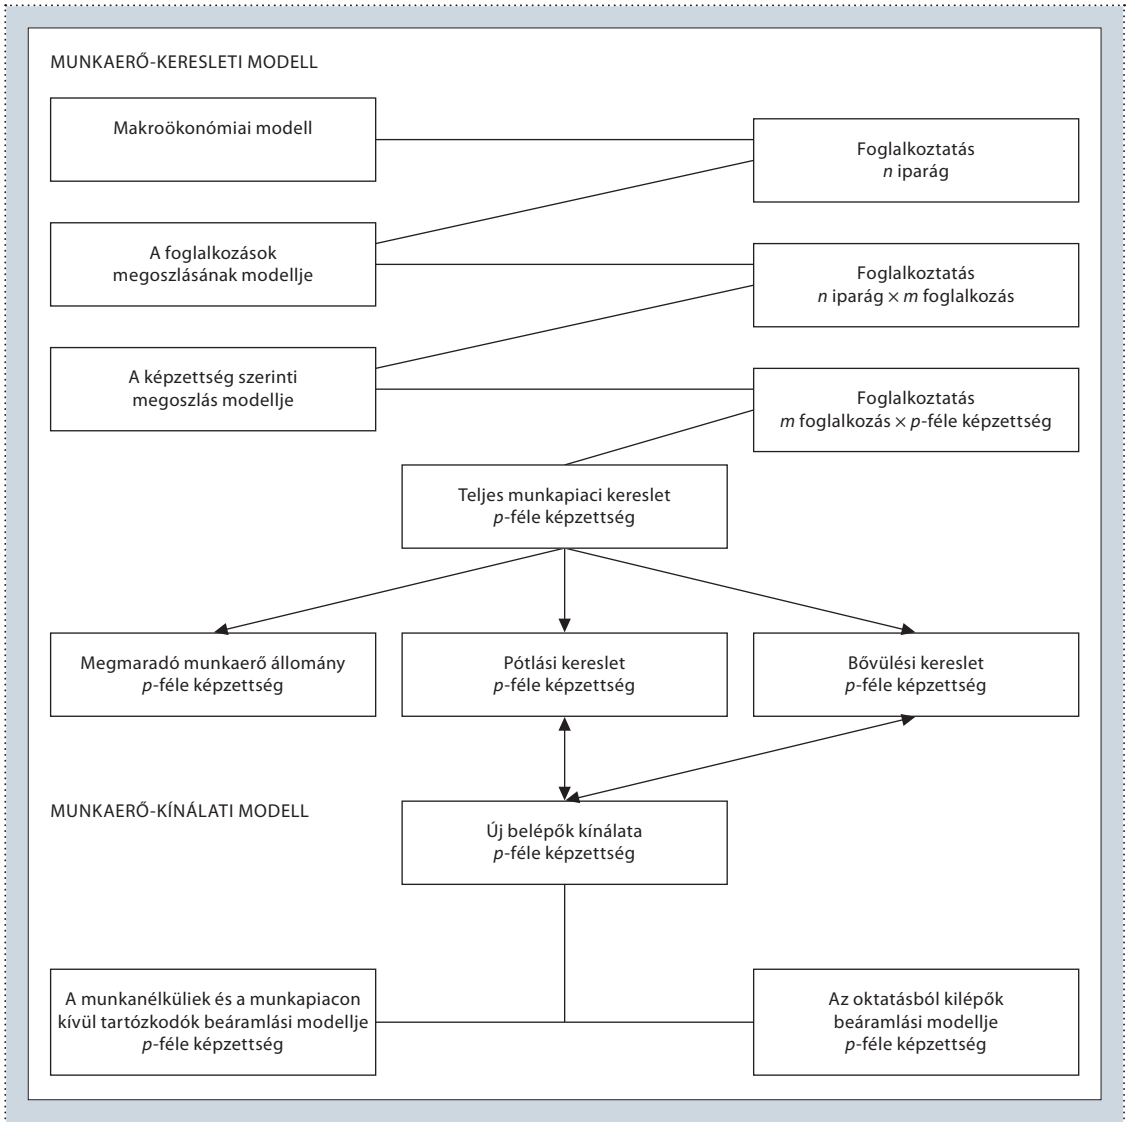 MUNKAERŐ-KERESLETI MODELL
Makroökonómiai modell
Foglalkoztatás
n iparág
A foglalkozások
megoszlásának modellje
Foglalkoztatás
n iparág × m foglalkozás
A képzettség szerinti
megoszlás modellje
Foglalkoztatás
m foglalkozás × p-féle képzettség
Teljes munkapiaci kereslet
p-féle képzettség
Megmaradó munkaerő állomány
p-féle képzettség
Pótlási kereslet
p-féle képzettség
Bővülési kereslet
p-féle képzettség
MUNKAERŐ-KÍNÁLATI MODELL
Új belépők kínálata
p-féle képzettség
A munkanélküliek és a munkapiacon
kívül tartózkodók beáramlási modellje
p-féle képzettség
Az oktatásból kilépők
beáramlási modellje
p-féle képzettség